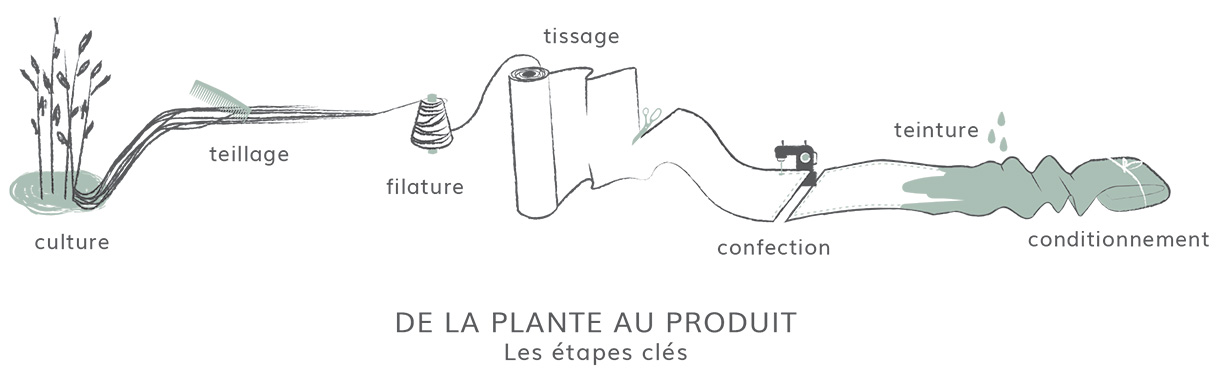 culture
teillage
filature
tissage
confection
teinture
conditionnement
DE LA PLANTE AU PRODUIT
Les étapes clés